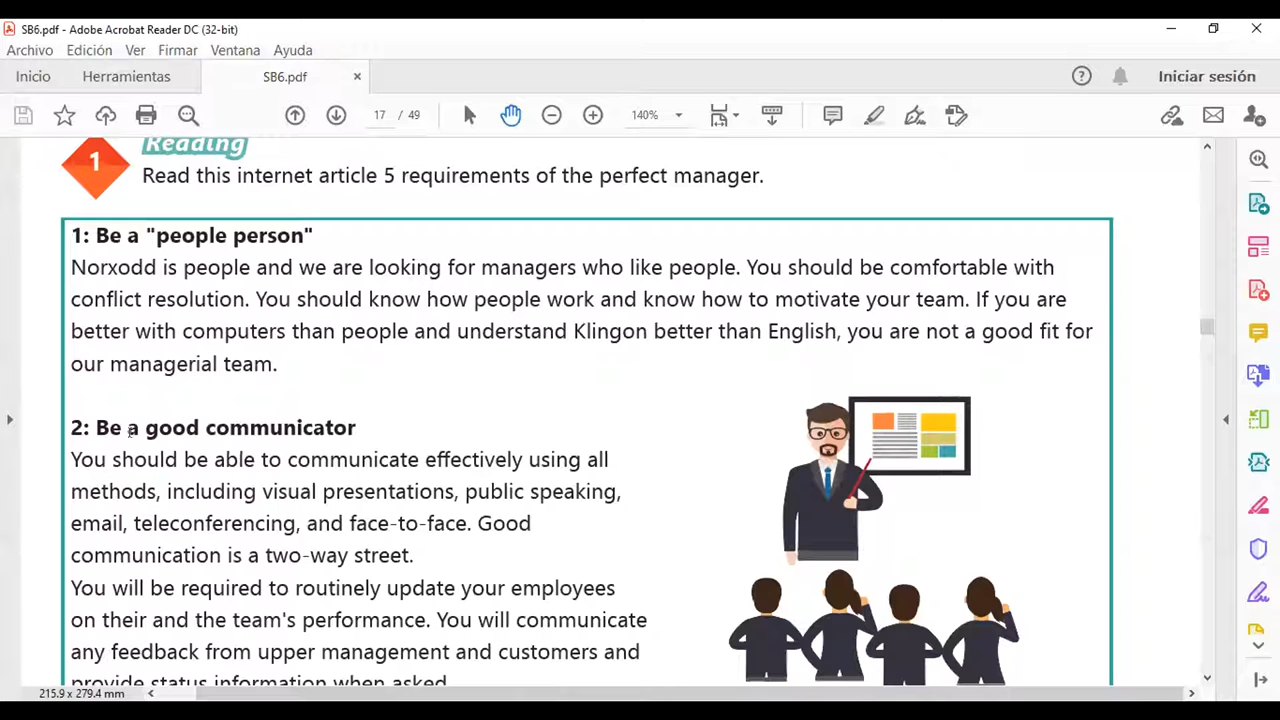 SB6.pdf - Adobe Acrobat Reader DC (32-bit)
Archivo Edición Ver Firmar Ventana Ayuda
Inicio Herramientas SB6.pdf × Iniciar sesión
17 / 49 140%
Reading
1
Read this internet article 5 requirements of the perfect manager.
1: Be a "people person"
Norxodd is people and we are looking for managers who like people. You should be comfortable with
conflict resolution. You should know how people work and know how to motivate your team. If you are
better with computers than people and understand Klingon better than English, you are not a good fit for
our managerial team.
2: Be a good communicator
You should be able to communicate effectively using all
methods, including visual presentations, public speaking,
email, teleconferencing, and face-to-face. Good
communication is a two-way street.
You will be required to routinely update your employees
on their and the team's performance. You will communicate
any feedback from upper management and customers and
provide status information when asked
215.9 x 279.4 mm